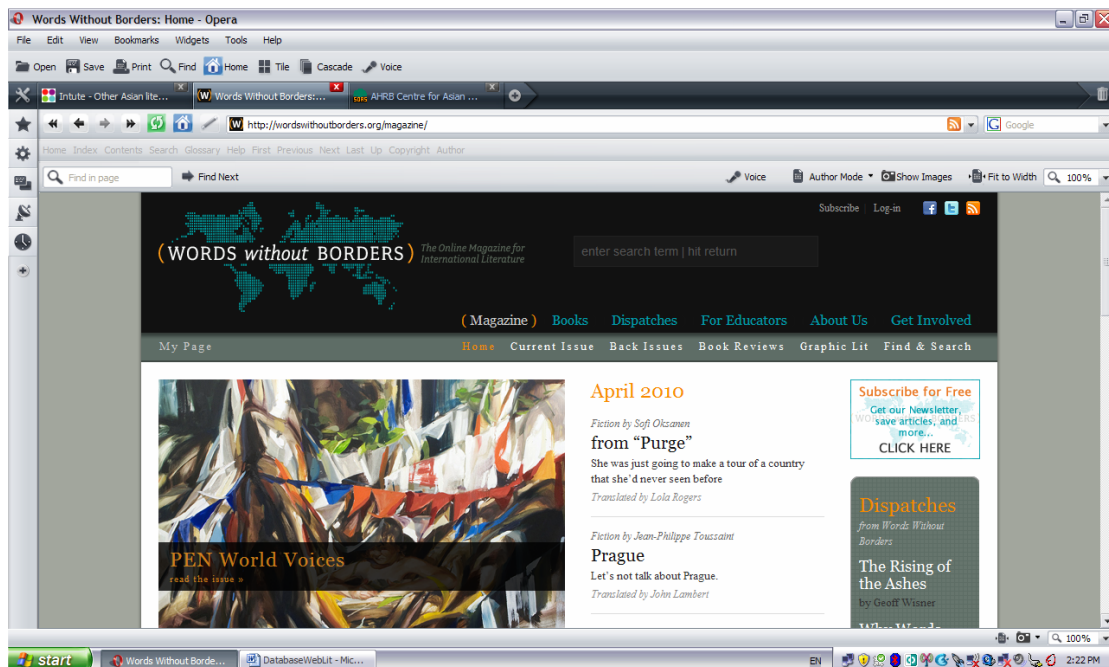 Words Without Borders: Home - Opera
File Edit View Bookmarks Widgets Tools Help
Open Save Print Find Home Tile Cascade Voice
Intute - Other Asian lite... Words Without Borders:... AHRB Centre for Asian ...
http://wordswithoutborders.org/magazine/ Google
Home Index Contents Search Glossary Help First Previous Next Last Up Copyright Author
Find in page Find Next Voice Author Mode Show Images Fit to Width 100%
Subscribe | Log-in
(WORDS without BORDERS)
The Online Magazine for
International Literature
enter search term | hit return
( Magazine ) Books Dispatches For Educators About Us Get Involved
My Page Home Current Issue Back Issues Book Reviews Graphic Lit Find & Search
PEN World Voices
read the issue »
April 2010
Fiction by Sofi Oksanen
from “Purge”
She was just going to make a tour of a country
that she’d never seen before
Translated by Lola Rogers
Fiction by Jean-Philippe Toussaint
Prague
Let’s not talk about Prague.
Translated by John Lambert
Subscribe for Free
Get our Newsletter,
save articles, and
more...
CLICK HERE
Dispatches
from Words Without
Borders
The Rising of
the Ashes
by Geoff Wisner
Why Words
100%
start Words Without Borde... DatabaseWebLit - Mic... EN 2:22 PM